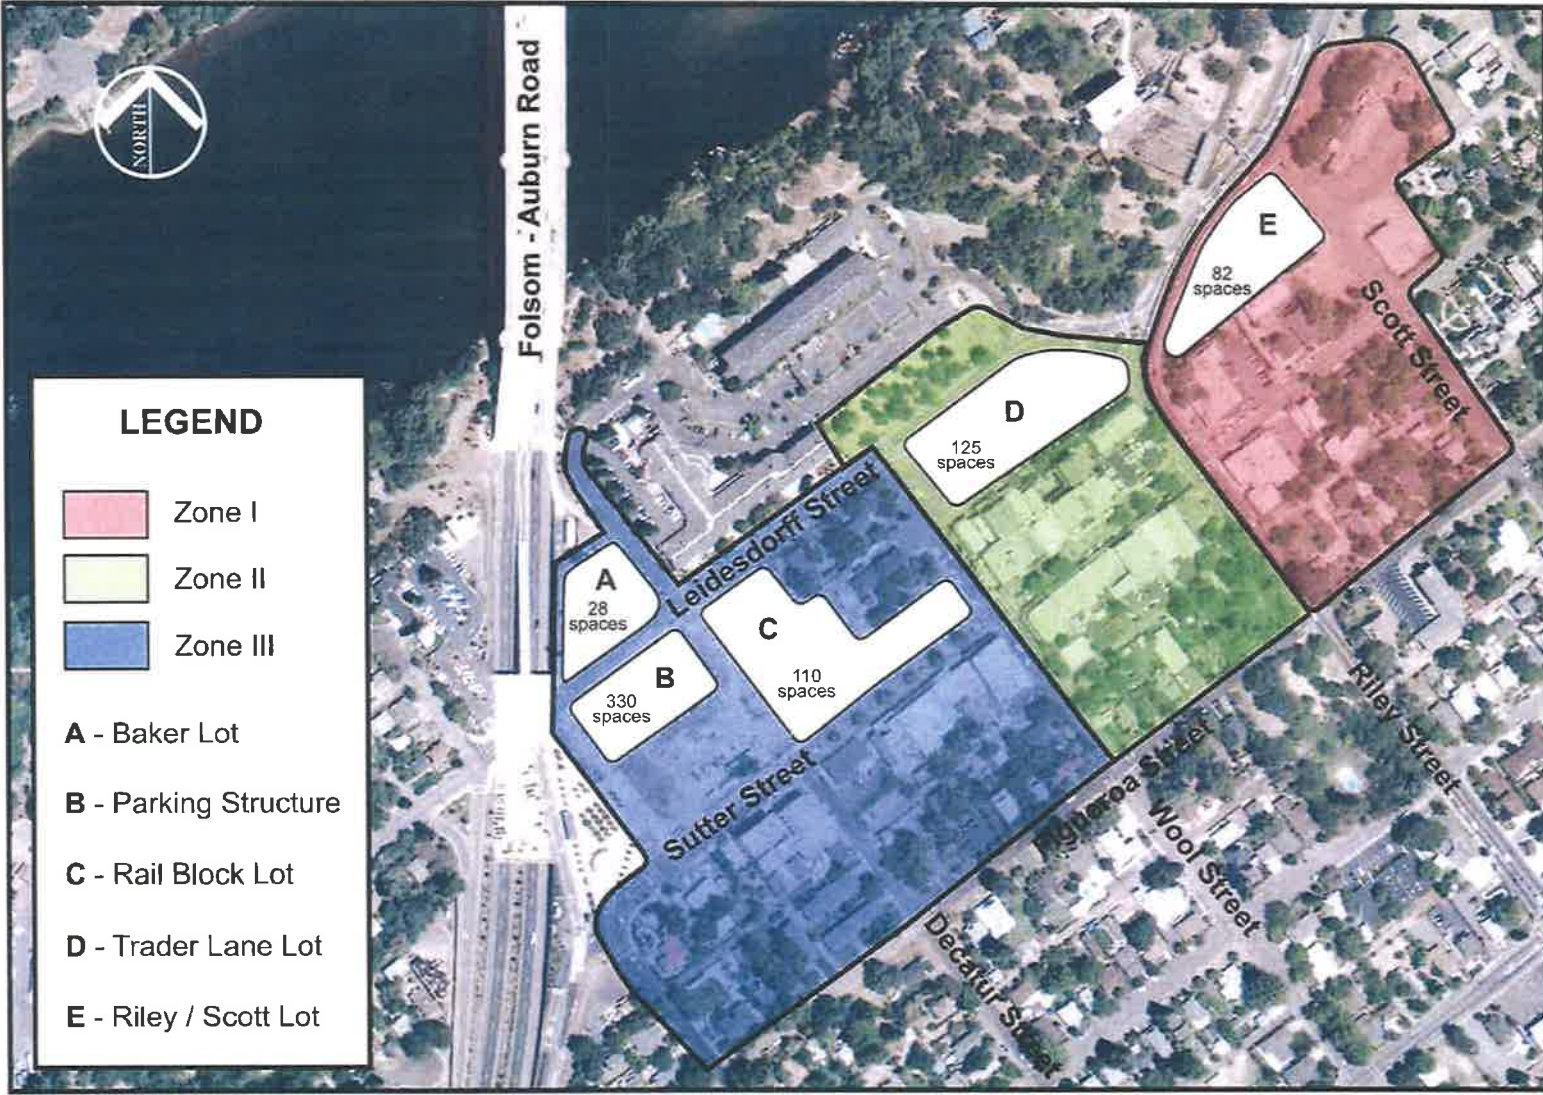 NORTH
Folsom - Auburn Road
E
82
spaces
Scott Street
D
125
spaces
LEGEND
Zone I
Zone II
Zone III
A - Baker Lot
B - Parking Structure
C - Rail Block Lot
D - Trader Lane Lot
E - Riley / Scott Lot
Leidesdorff Street
A
28
spaces
C
110
spaces
B
330
spaces
Sutter Street
Street
Riley Street
Wool Street
Decatur Street